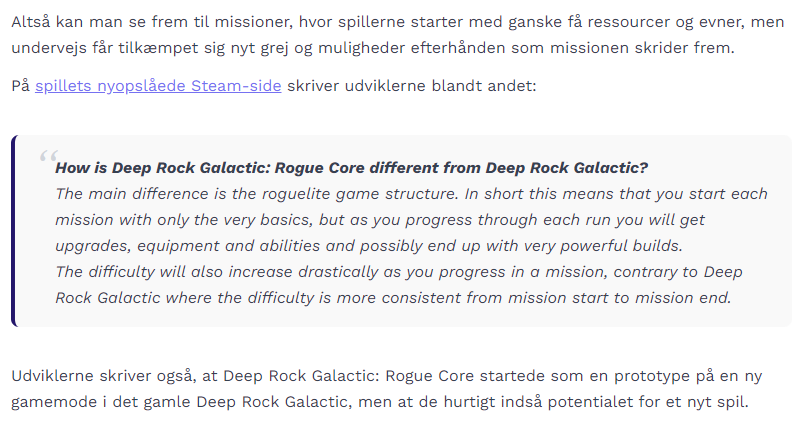 Altså kan man se frem til missioner, hvor spillerne starter med ganske få ressourcer og evner, men
undervejs får tilkæmpet sig nyt grej og muligheder efterhånden som missionen skrider frem.
På spillets nyopslåede Steam-side skriver udviklerne blandt andet:
“
How is Deep Rock Galactic: Rogue Core different from Deep Rock Galactic?
The main difference is the roguelite game structure. In short this means that you start each
mission with only the very basics, but as you progress through each run you will get
upgrades, equipment and abilities and possibly end up with very powerful builds.
The difficulty will also increase drastically as you progress in a mission, contrary to Deep
Rock Galactic where the difficulty is more consistent from mission start to mission end.
Udviklerne skriver også, at Deep Rock Galactic: Rogue Core startede som en prototype på en ny
gamemode i det gamle Deep Rock Galactic, men at de hurtigt indså potentialet for et nyt spil.